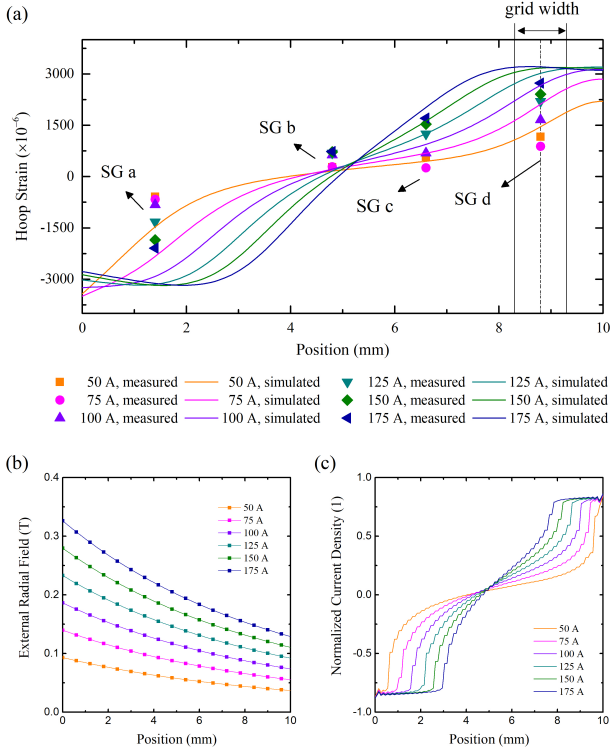 (a)
grid width
Hoop Strain (×10⁻⁶)
3000
1500
0
-1500
-3000
SG a
SG b
SG c
SG d
0
2
4
6
8
10
Position (mm)
50 A, measured
50 A, simulated
125 A, measured
125 A, simulated
75 A, measured
75 A, simulated
150 A, measured
150 A, simulated
100 A, measured
100 A, simulated
175 A, measured
175 A, simulated
(b)
External Radial Field (T)
0.4
0.3
0.2
0.1
0.0
50 A
75 A
100 A
125 A
150 A
175 A
0
2
4
6
8
10
Position (mm)
(c)
Normalized Current Density (1)
1.0
0.5
0.0
-0.5
-1.0
50 A
75 A
100 A
125 A
150 A
175 A
0
2
4
6
8
10
Position (mm)